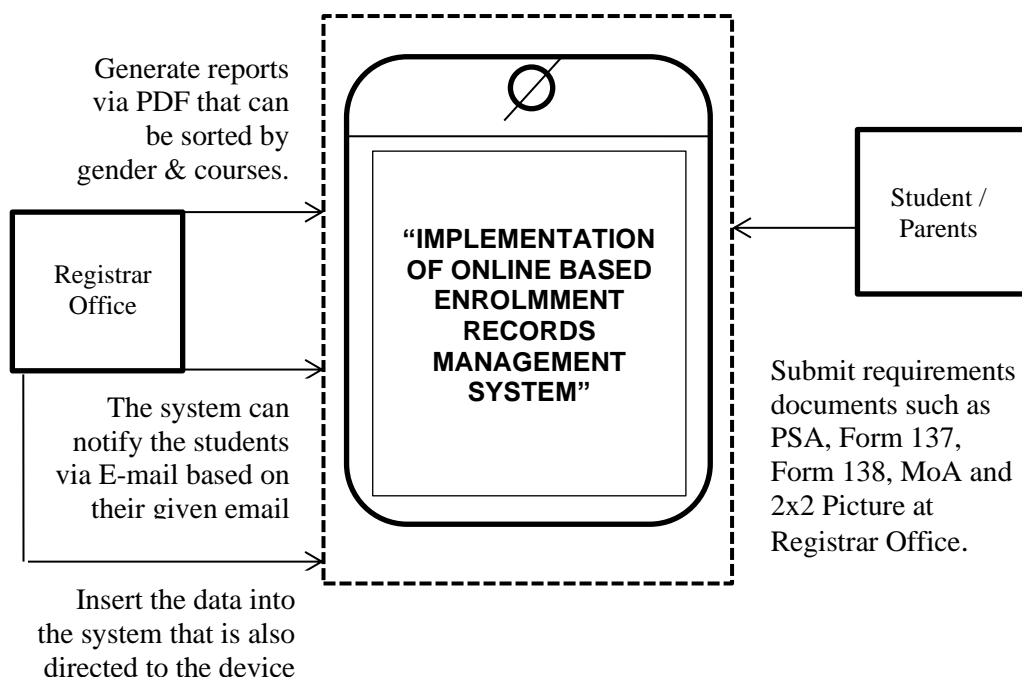 Generate reports
via PDF that can
be sorted by
gender & courses.
Registrar
Office
The system can
notify the students
via E-mail based on
their given email
Insert the data into
the system that is also
directed to the device
“IMPLEMENTATION
OF ONLINE BASED
ENROLMMENT
RECORDS
MANAGEMENT
SYSTEM”
Student /
Parents
Submit requirements
documents such as
PSA, Form 137,
Form 138, MoA and
2x2 Picture at
Registrar Office.